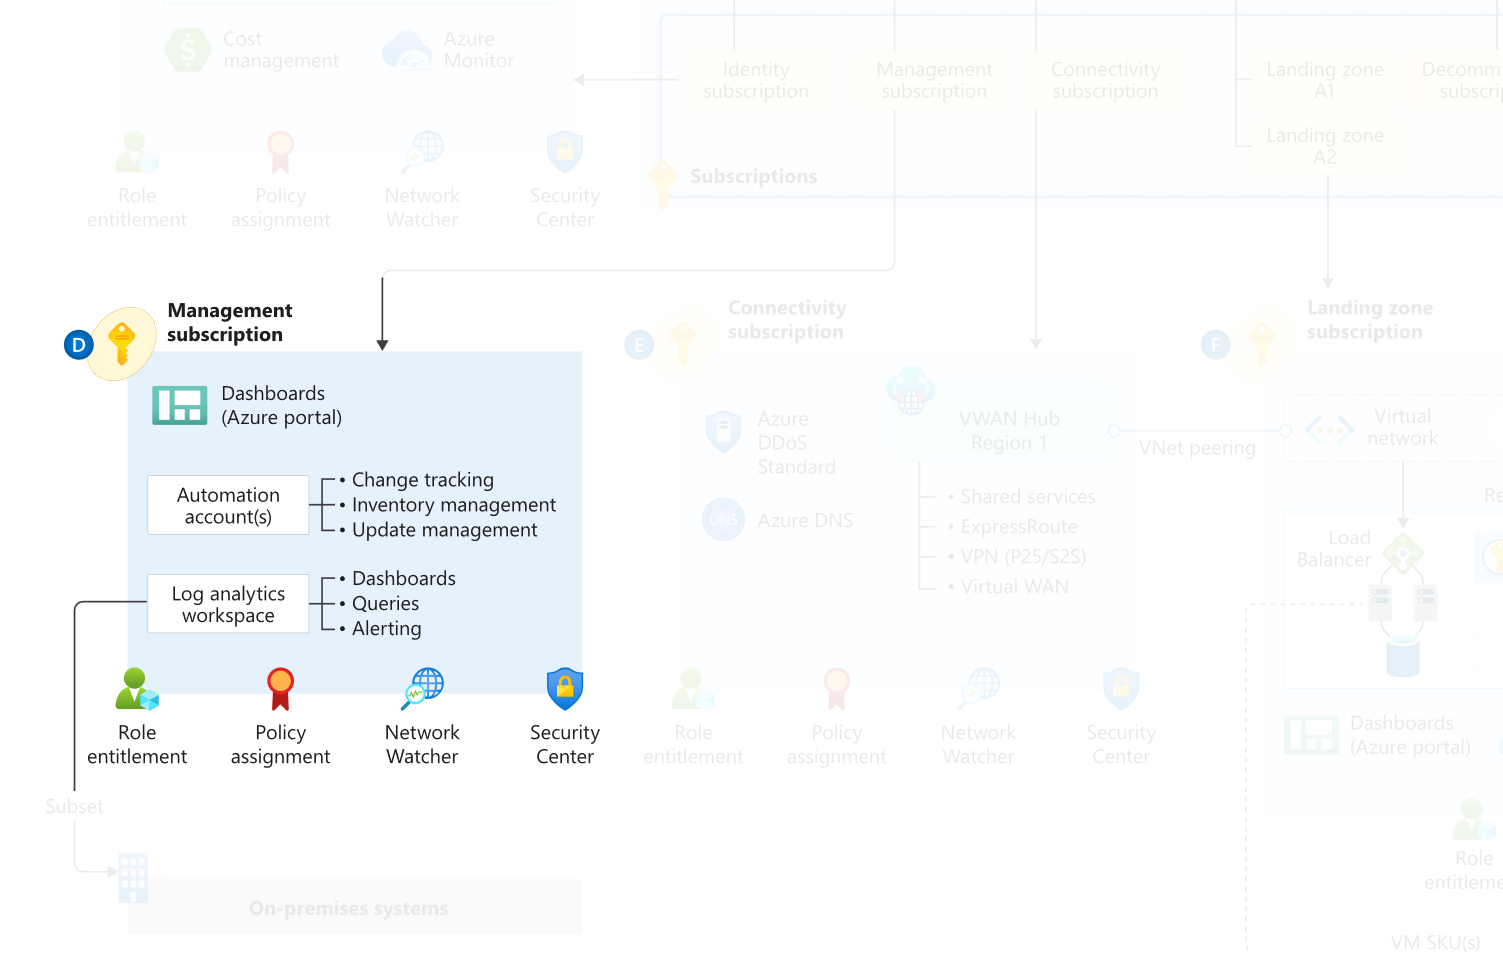 Cost
management
Azure
Monitor
Role
entitlement
Policy
assignment
Network
Watcher
Security
Center
Identity
subscription
Management
subscription
Connectivity
subscription
Landing zone
A1
Landing zone
A2
Subscriptions
D
Management
subscription
Dashboards
(Azure portal)
Automation
account(s)
• Change tracking
• Inventory management
• Update management
Log analytics
workspace
• Dashboards
• Queries
• Alerting
Role
entitlement
Policy
assignment
Network
Watcher
Security
Center
Subset
On-premises systems
E
Connectivity
subscription
Azure
DDoS
Standard
DNS
Azure DNS
VWAN Hub
Region 1
• Shared services
• ExpressRoute
• VPN (P25/S2S)
• Virtual WAN
VNet peering
Role
entitlement
Policy
assignment
Network
Watcher
Security
Center
F
Landing zone
subscription
Virtual
network
Load
Balancer
Dashboards
(Azure portal)
Role
VM SKU(s)